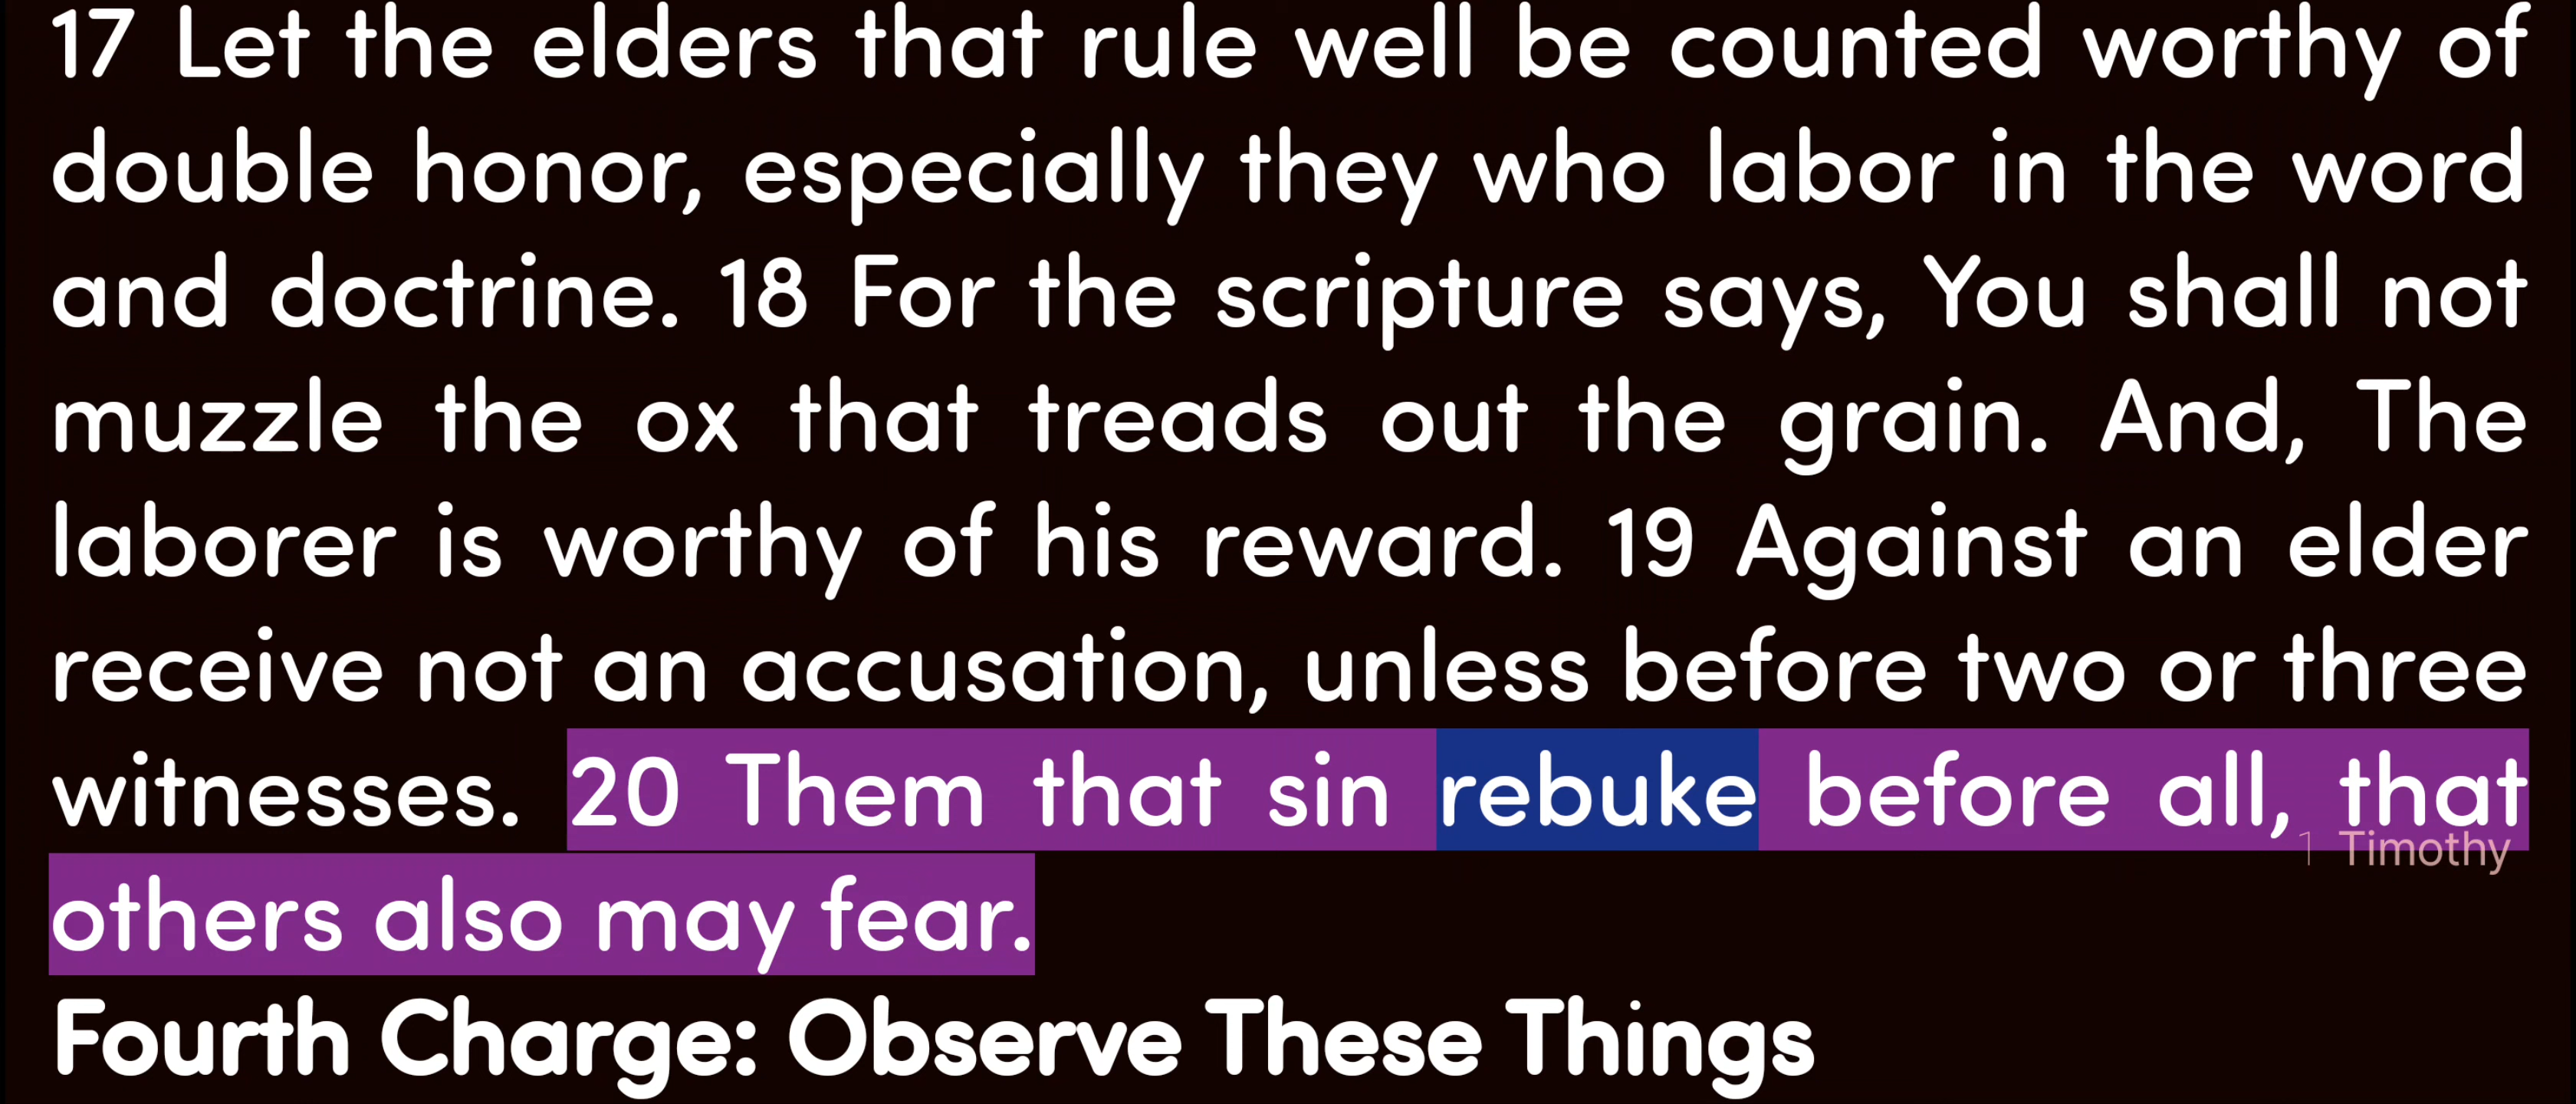 17 Let the elders that rule well be counted worthy of
double honor, especially they who labor in the word
and doctrine. 18 For the scripture says, You shall not
muzzle the ox that treads out the grain. And, The
laborer is worthy of his reward. 19 Against an elder
receive not an accusation, unless before two or three
witnesses. 20 Them that sin rebuke before all, that
1 Timothy
others also may fear.
Fourth Charge: Observe These Things